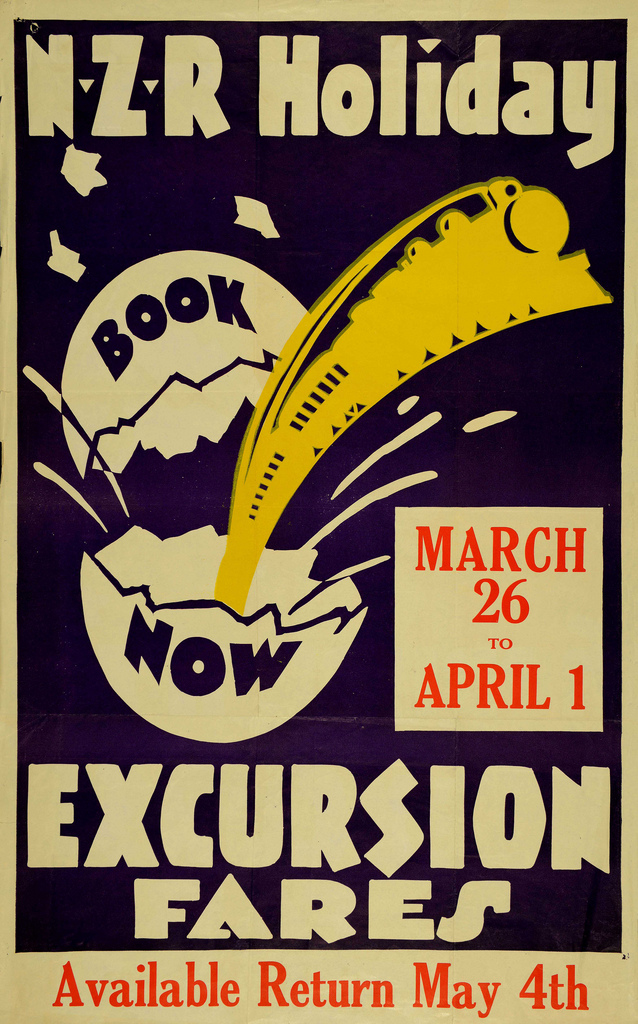 N·Z·R Holiday
BOOK
NOW
MARCH
26
TO
APRIL 1
EXCURSION
FARES
Available Return May 4th